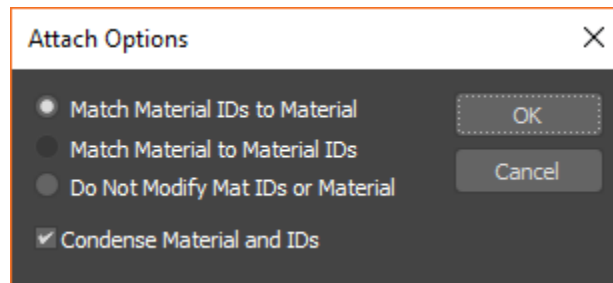 Attach Options
Match Material IDs to Material
OK
Match Material to Material IDs
Cancel
Do Not Modify Mat IDs or Material
Condense Material and IDs